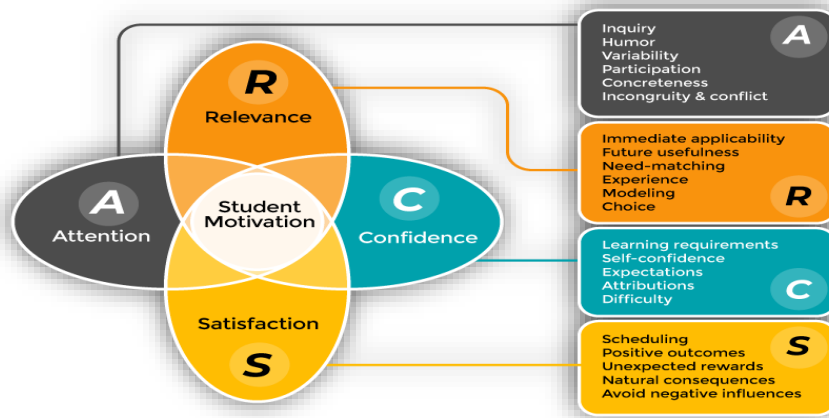 R
Relevance
A
Attention
Student
Motivation
C
Confidence
Satisfaction
S
Inquiry
Humor
Variability
Participation
Concreteness
Incongruity & conflict
A
Immediate applicability
Future usefulness
Need-matching
Experience
Modeling
Choice
R
Learning requirements
Self-confidence
Expectations
Attributions
Difficulty
C
Scheduling
Positive outcomes
Unexpected rewards
Natural consequences
Avoid negative influences
S